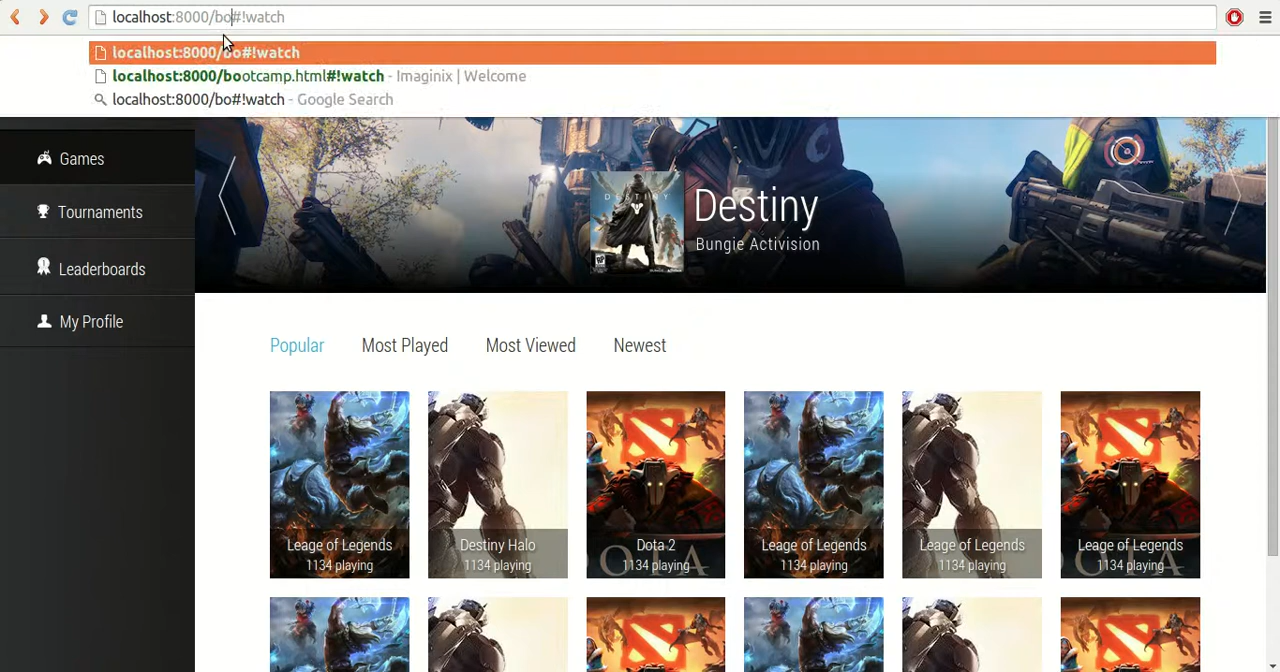 localhost:8000/bo#!watch
localhost:8000/bo#!watch
localhost:8000/bootcamp.html#!watch - Imaginix | Welcome
localhost:8000/bo#!watch - Google Search
Games
Tournaments
Leaderboards
My Profile
DESTINY
Destiny
Bungie Activision
Popular Most Played Most Viewed Newest
Leage of Legends Destiny Halo Dota 2 Leage of Legends Leage of Legends Leage of Legends
1134 playing 1134 playing 1134 playing 1134 playing 1134 playing 1134 playing